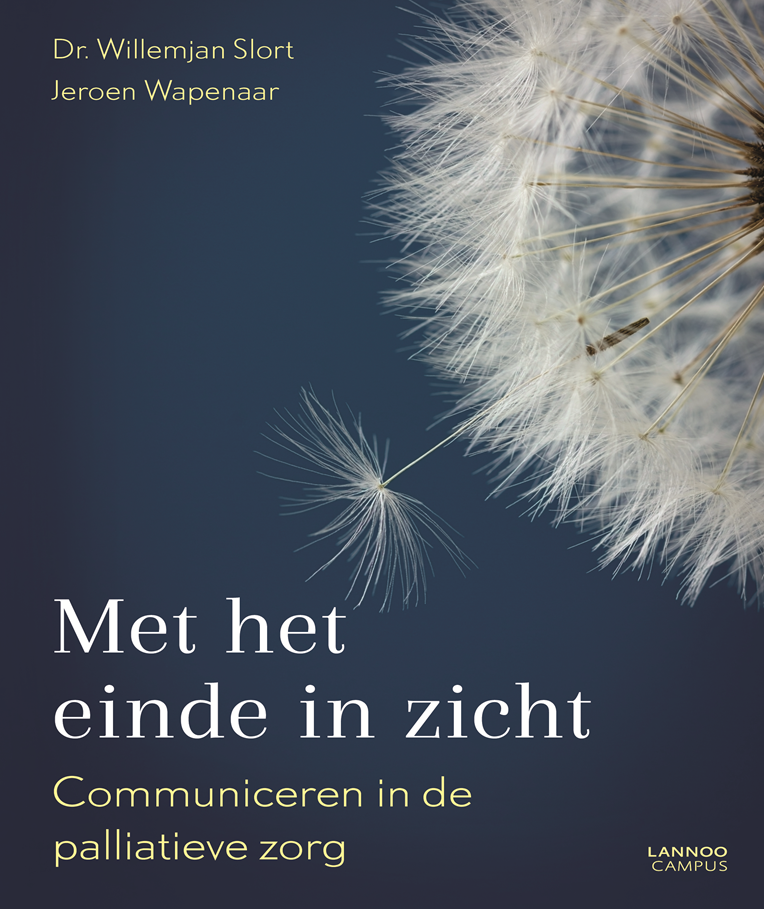 Dr. Willemjan Slort
Jeroen Wapenaar
Met het
einde in zicht
Communiceren in de
palliatieve zorg
LANNOO
CAMPUS